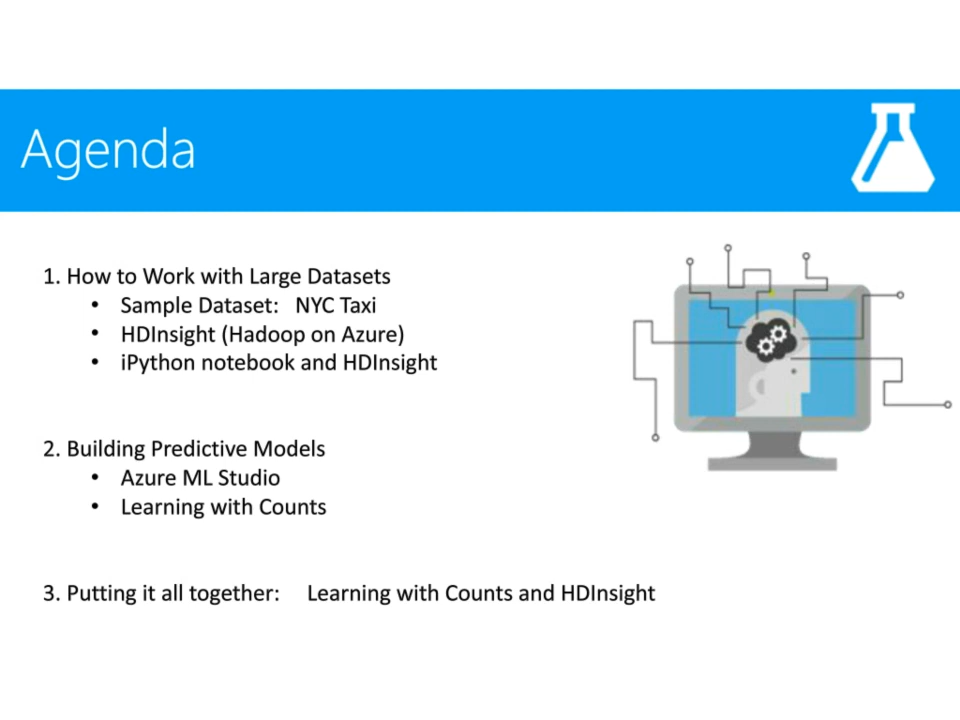 Agenda
1. How to Work with Large Datasets
• Sample Dataset: NYC Taxi
• HDInsight (Hadoop on Azure)
• iPython notebook and HDInsight
2. Building Predictive Models
• Azure ML Studio
• Learning with Counts
3. Putting it all together: Learning with Counts and HDInsight